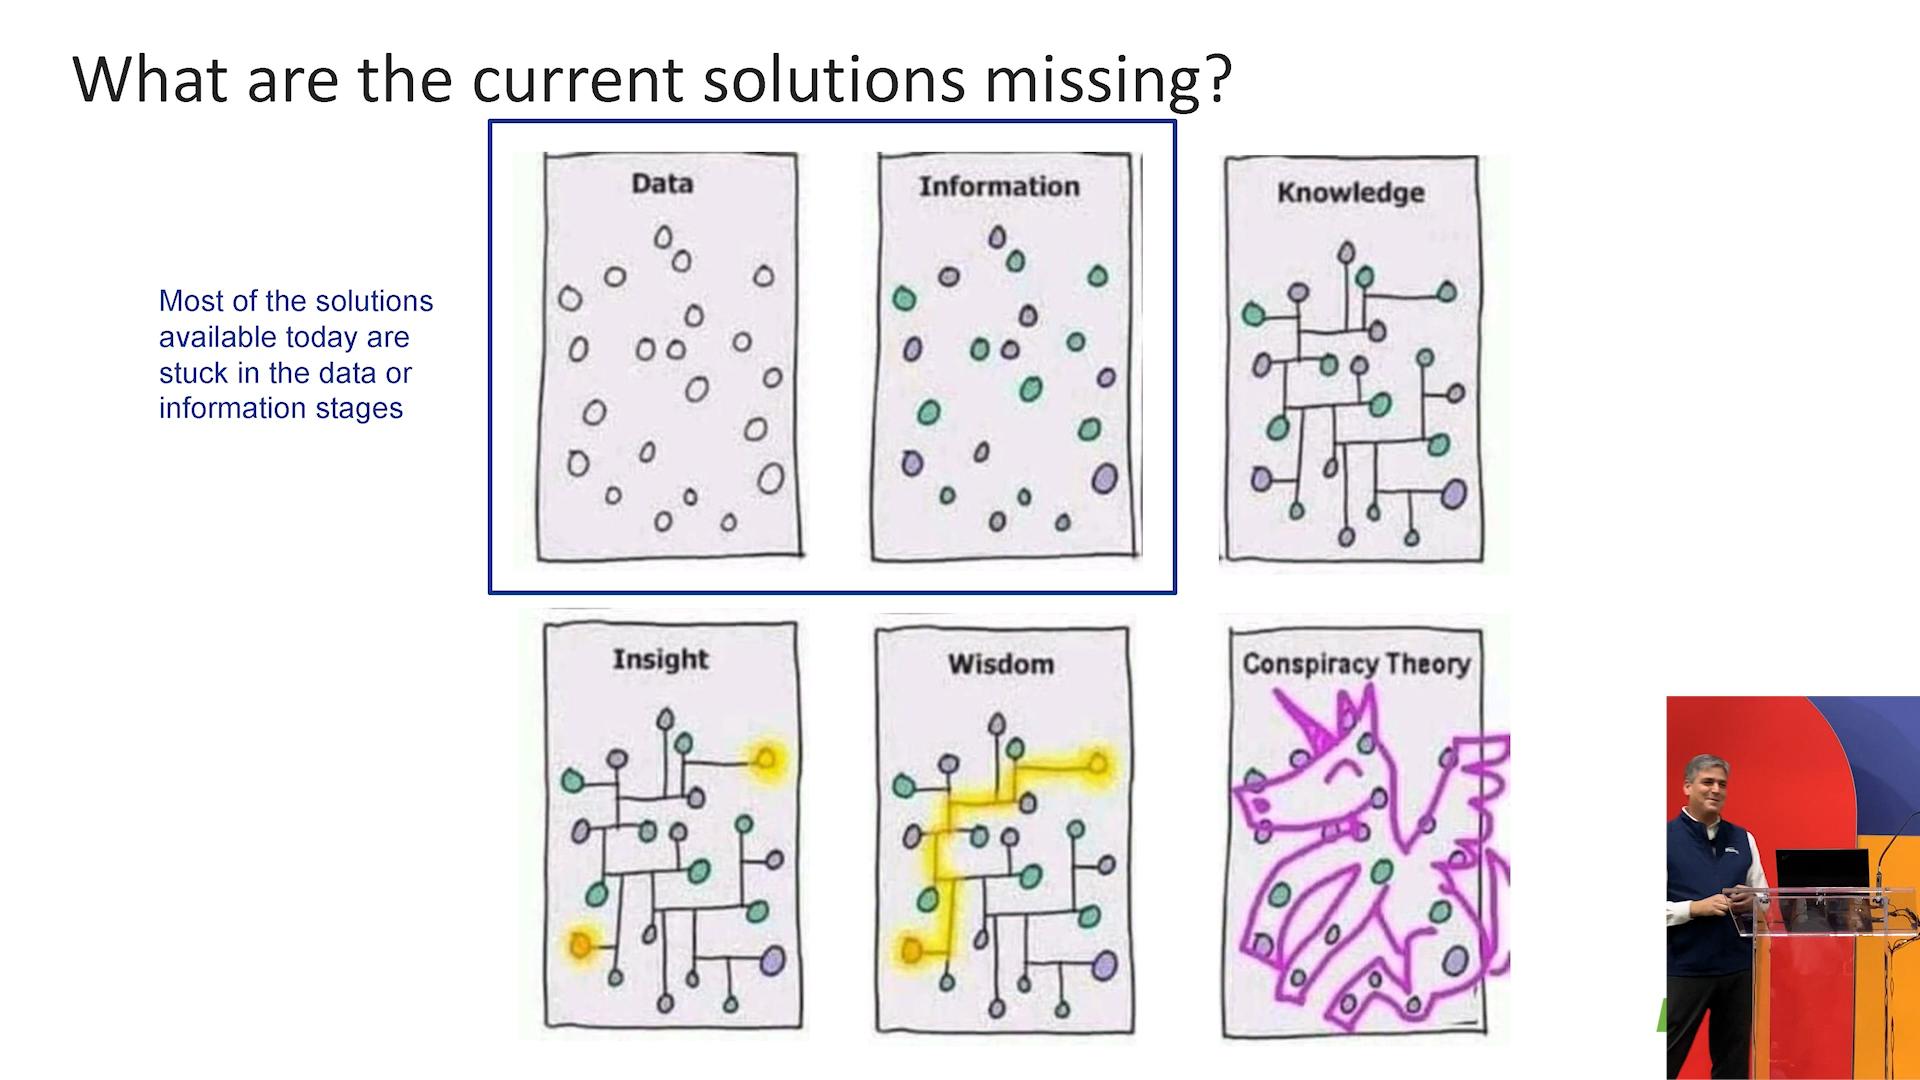 What are the current solutions missing?
Data
Information
Knowledge
Most of the solutions
available today are
stuck in the data or
information stages
Insight
Wisdom
Conspiracy Theory